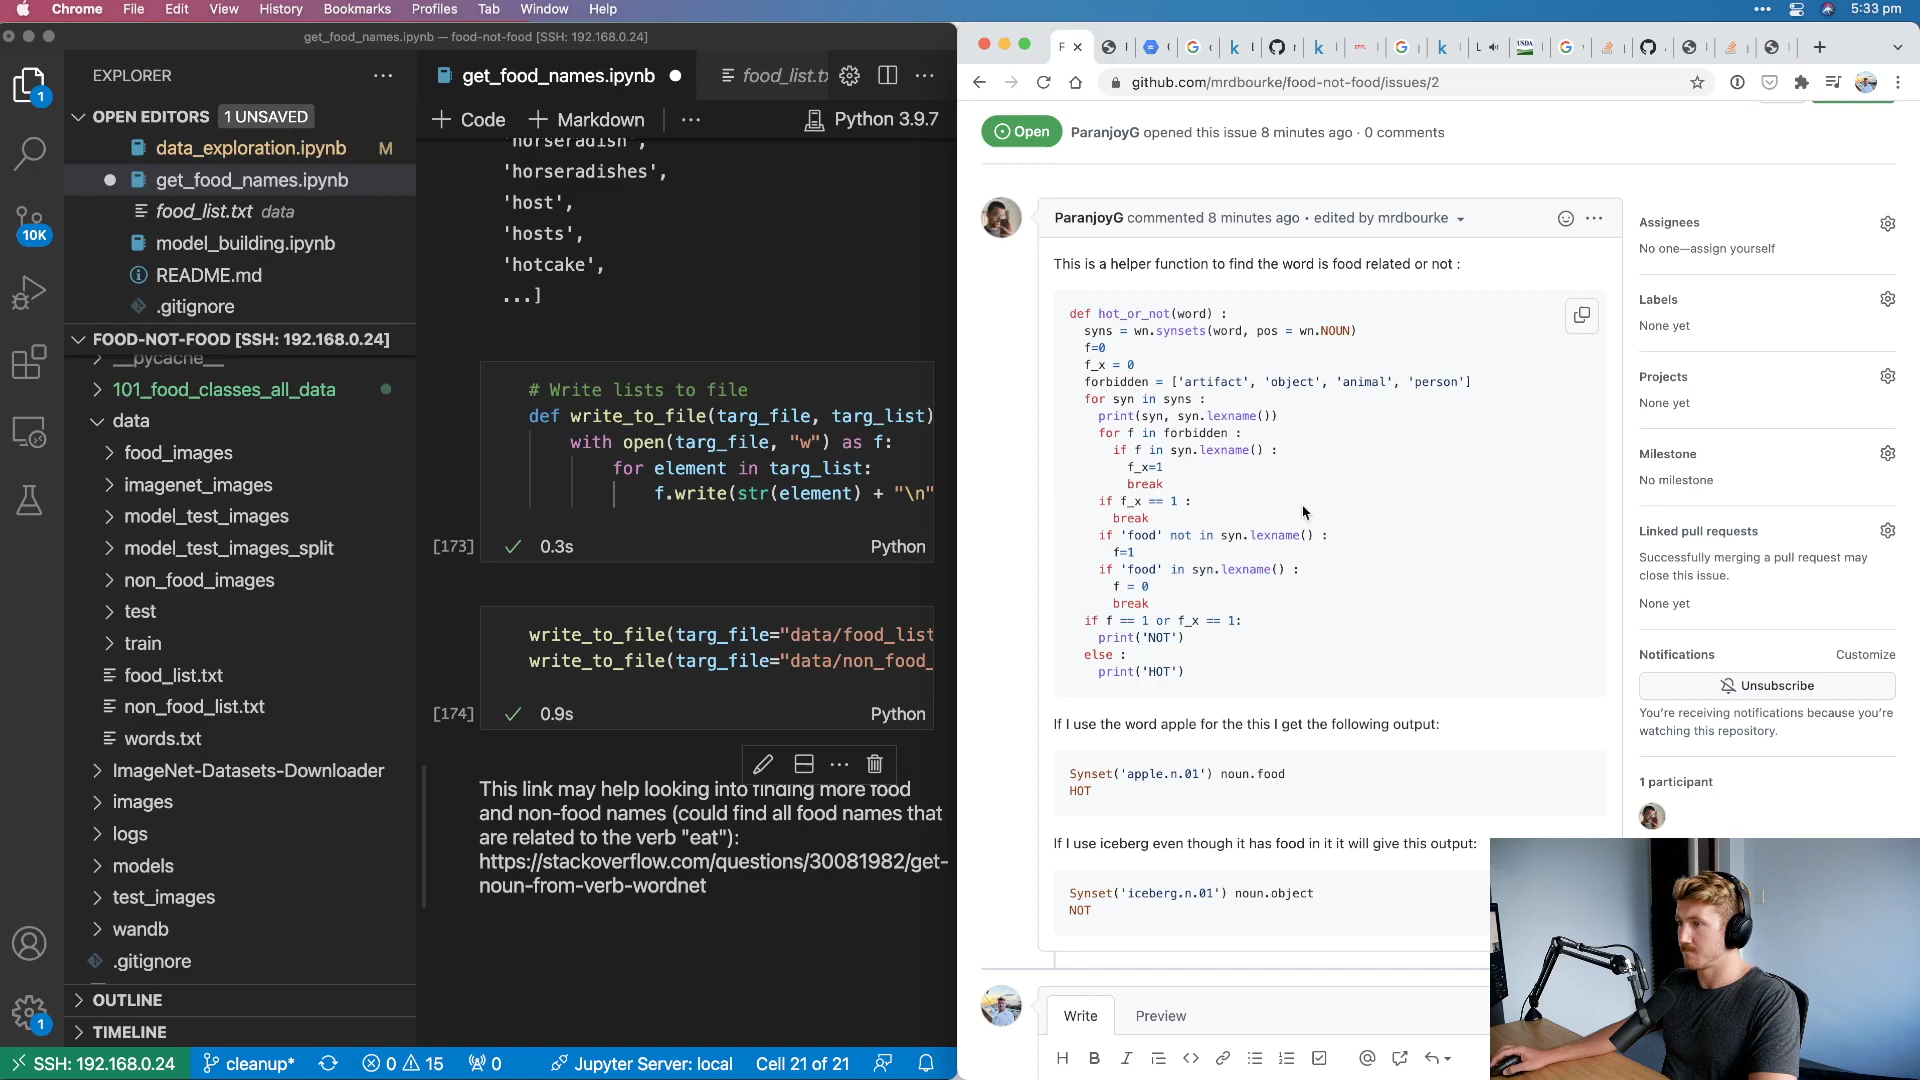 Chrome File Edit View History Bookmarks Profiles Tab Window Help
5:33 pm
get_food_names.ipynb — food-not-food [SSH: 192.168.0.24]
EXPLORER
OPEN EDITORS 1 UNSAVED
data_exploration.ipynb M
get_food_names.ipynb
food_list.txt data
model_building.ipynb
README.md
.gitignore
FOOD-NOT-FOOD [SSH: 192.168.0.24]
__pycache__
101_food_classes_all_data
data
food_images
imagenet_images
model_test_images
model_test_images_split
non_food_images
test
train
food_list.txt
non_food_list.txt
words.txt
ImageNet-Datasets-Downloader
images
logs
models
test_images
wandb
.gitignore
OUTLINE
TIMELINE
1
10K
1
get_food_names.ipynb
food_list.t
+ Code + Markdown ...
Python 3.9.7
'horseradish',
'horseradishes',
'host',
'hosts',
'hotcake',
...]
# Write lists to file
def write_to_file(targ_file, targ_list)
with open(targ_file, "w") as f:
for element in targ_list:
f.write(str(element) + "\n"
[173] 0.3s Python
write_to_file(targ_file="data/food_list
write_to_file(targ_file="data/non_food_
[174] 0.9s Python
This link may help looking into finding more food
and non-food names (could find all food names that
are related to the verb "eat"):
https://stackoverflow.com/questions/30081982/get-
noun-from-verb-wordnet
SSH: 192.168.0.24 cleanup* 0 15 0 Jupyter Server: local Cell 21 of 21
github.com/mrdbourke/food-not-food/issues/2
Open ParanjoyG opened this issue 8 minutes ago · 0 comments
ParanjoyG commented 8 minutes ago • edited by mrdbourke
This is a helper function to find the word is food related or not :
def hot_or_not(word) :
syns = wn.synsets(word, pos = wn.NOUN)
f=0
f_x = 0
forbidden = ['artifact', 'object', 'animal', 'person']
for syn in syns :
print(syn, syn.lexname())
for f in forbidden :
if f in syn.lexname() :
f_x=1
break
if f_x == 1 :
break
if 'food' not in syn.lexname() :
f=1
if 'food' in syn.lexname() :
f = 0
break
if f == 1 or f_x == 1:
print('NOT')
else :
print('HOT')
If I use the word apple for the this I get the following output:
Synset('apple.n.01') noun.food
HOT
If I use iceberg even though it has food in it it will give this output:
Synset('iceberg.n.01') noun.object
NOT
Write Preview
Assignees
No one—assign yourself
Labels
None yet
Projects
None yet
Milestone
No milestone
Linked pull requests
Successfully merging a pull request may
close this issue.
None yet
Notifications Customize
Unsubscribe
You're receiving notifications because you're
watching this repository.
1 participant